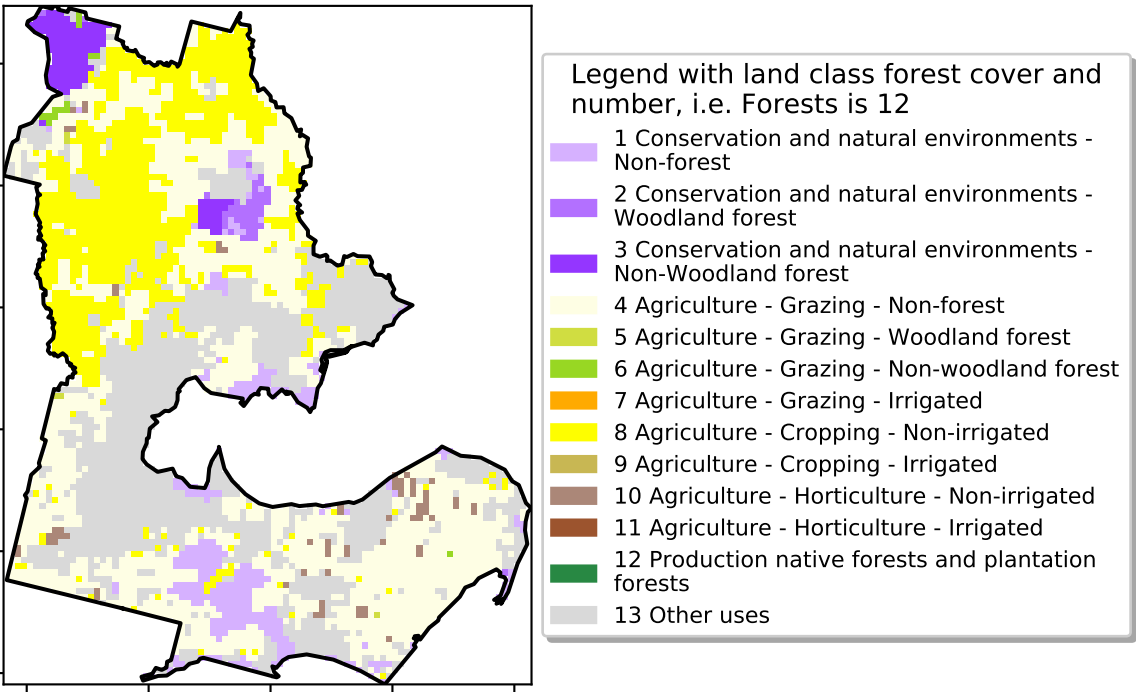 Legend with land class forest cover and
number, i.e. Forests is 12
1 Conservation and natural environments -
Non-forest
2 Conservation and natural environments -
Woodland forest
3 Conservation and natural environments -
Non-Woodland forest
4 Agriculture - Grazing - Non-forest
5 Agriculture - Grazing - Woodland forest
6 Agriculture - Grazing - Non-woodland forest
7 Agriculture - Grazing - Irrigated
8 Agriculture - Cropping - Non-irrigated
9 Agriculture - Cropping - Irrigated
10 Agriculture - Horticulture - Non-irrigated
11 Agriculture - Horticulture - Irrigated
12 Production native forests and plantation
forests
13 Other uses